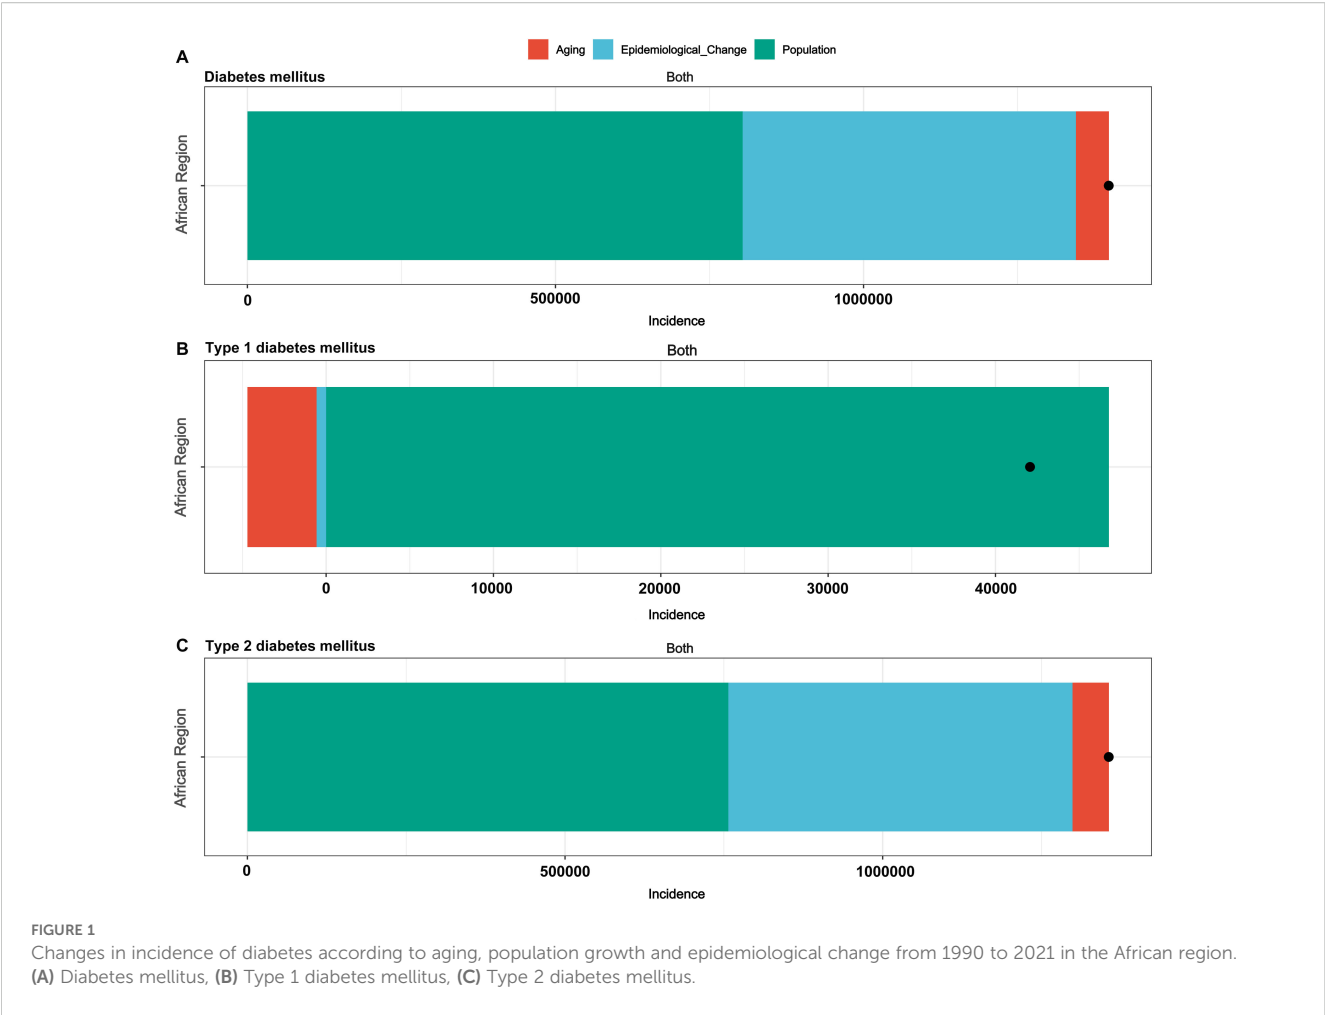 Aging Epidemiological_Change Population
A
Diabetes mellitus
Both
African Region
0 500000 1000000
Incidence
B
Type 1 diabetes mellitus
Both
African Region
0 10000 20000 30000 40000
Incidence
C
Type 2 diabetes mellitus
Both
African Region
0 500000 1000000
Incidence
FIGURE 1
Changes in incidence of diabetes according to aging, population growth and epidemiological change from 1990 to 2021 in the African region.
(A) Diabetes mellitus, (B) Type 1 diabetes mellitus, (C) Type 2 diabetes mellitus.